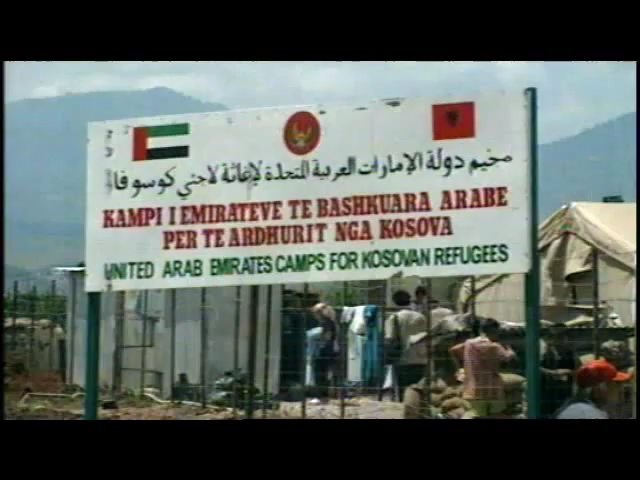 مخيم دولة الإمارات العربية المتحدة لإغاثة لاجئي كوسوفا
KAMPI I EMIRATEVE TE BASHKUARA ARABE
PER TE ARDHURIT NGA KOSOVA
UNITED ARAB EMIRATES CAMPS FOR KOSOVAN REFUGEES